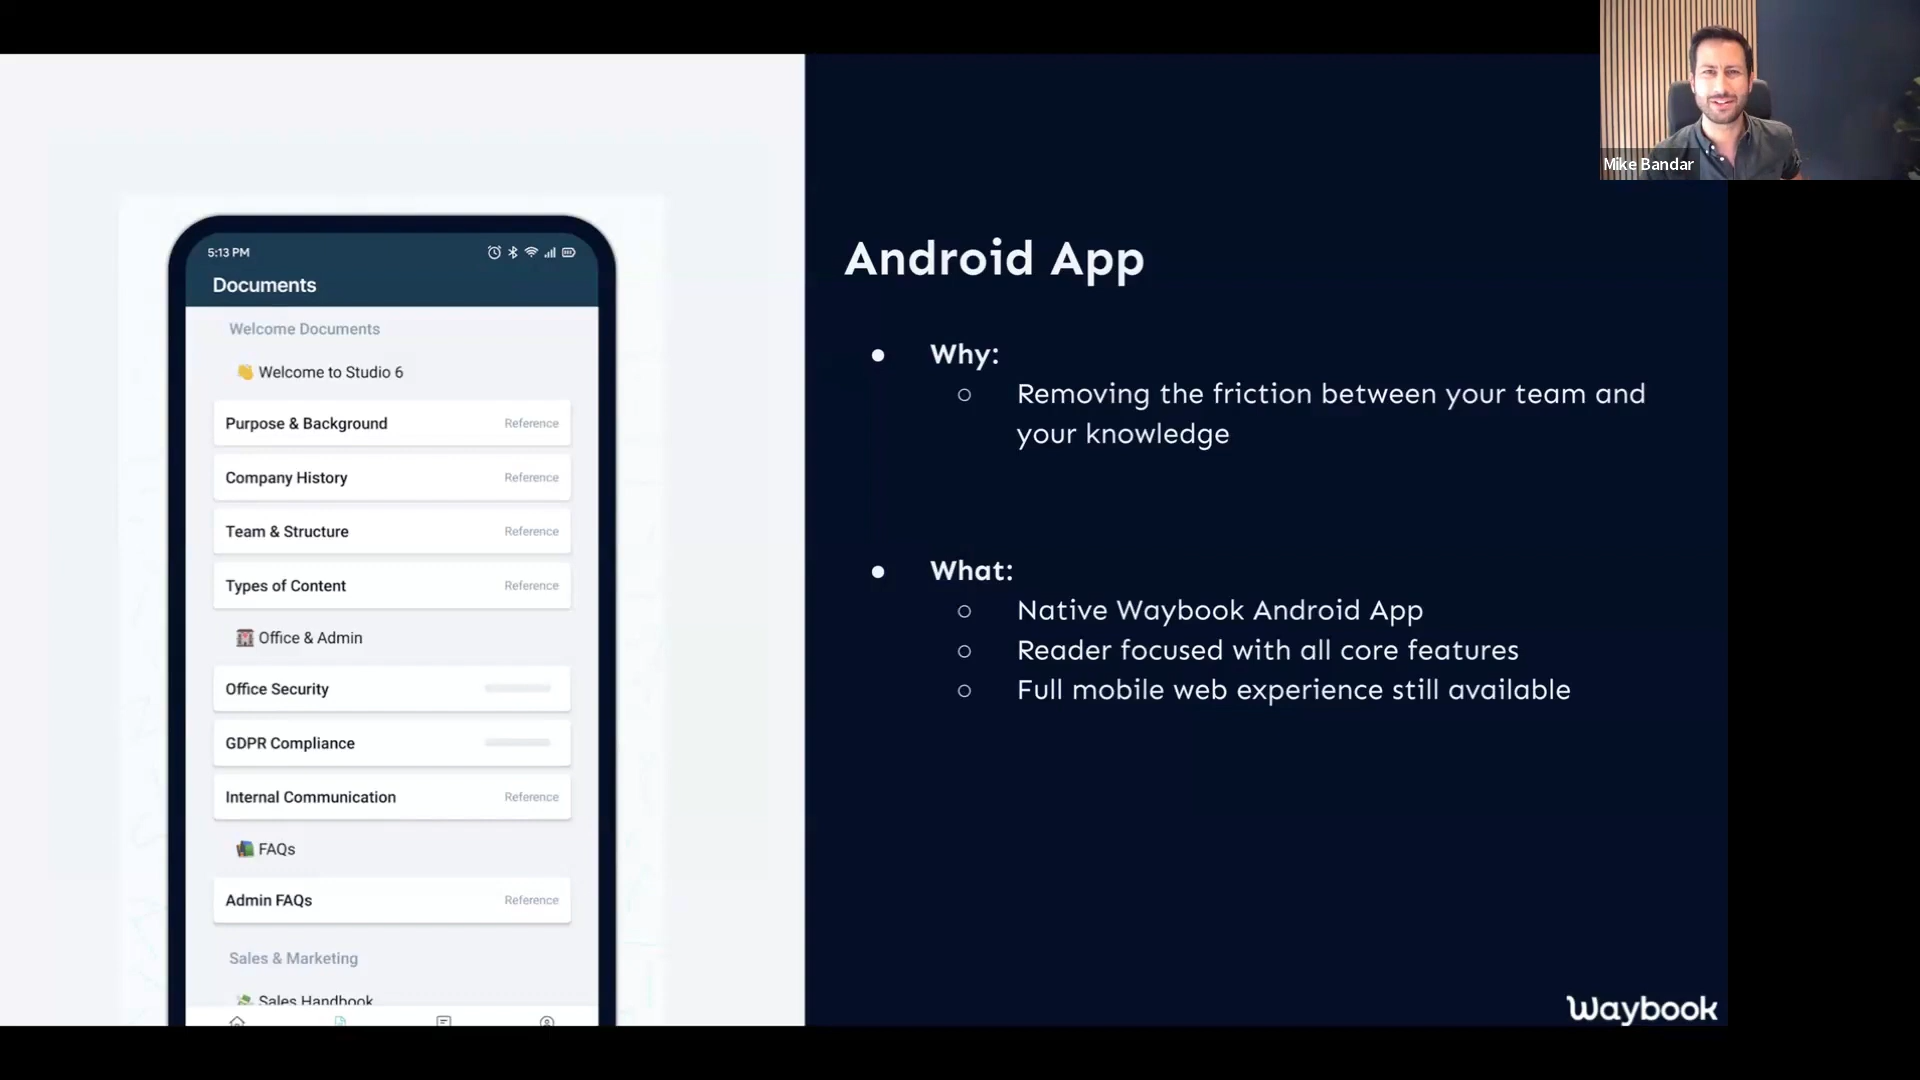 Mike Bandar
5:13 PM
Documents
Welcome Documents
👋 Welcome to Studio 6
Purpose & Background Reference
Company History Reference
Team & Structure Reference
Types of Content Reference
🏩 Office & Admin
Office Security
GDPR Compliance
Internal Communication Reference
📚 FAQs
Admin FAQs Reference
Sales & Marketing
💸 Sales Handbook
Android App
● Why:
○ Removing the friction between your team and
your knowledge
● What:
○ Native Waybook Android App
○ Reader focused with all core features
○ Full mobile web experience still available
Waybook